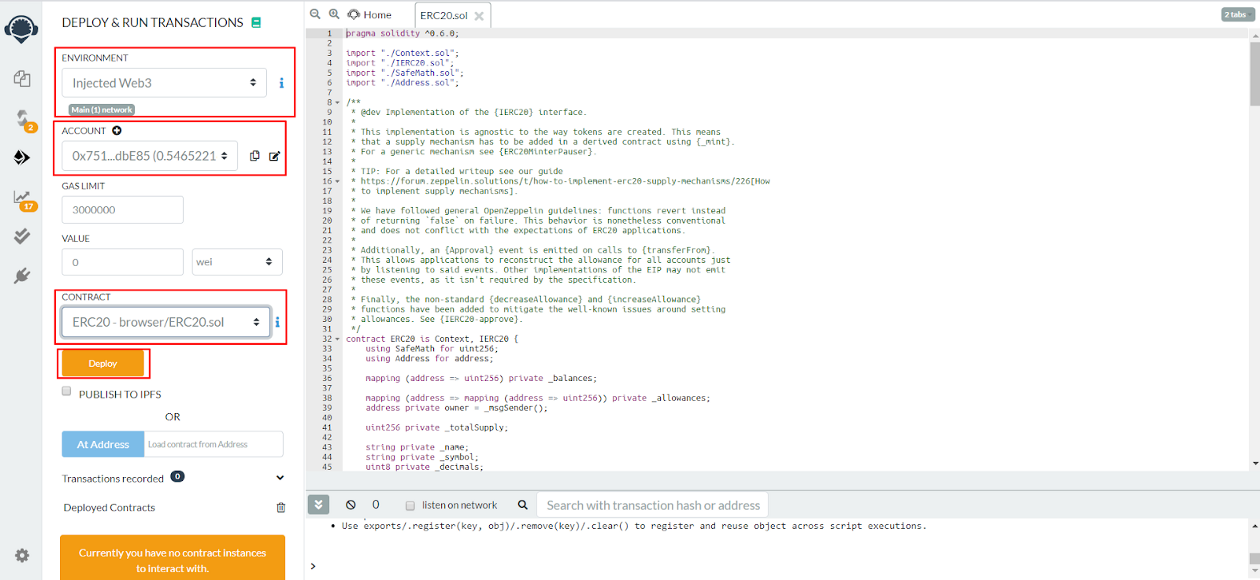 DEPLOY & RUN TRANSACTIONS
ENVIRONMENT
Injected Web3
i
Main (1) network
2
ACCOUNT
0x751...dbE85 (0.5465221
GAS LIMIT
3000000
17
VALUE
0
wei
CONTRACT
ERC20 - browser/ERC20.sol
i
Deploy
PUBLISH TO IPFS
OR
At Address
Load contract from Address
Transactions recorded 0
Deployed Contracts
Currently you have no contract instances
to interact with.
Home
ERC20.sol
2 tabs
1 pragma solidity ^0.6.0;
2
3 import "./Context.sol";
4 import "./IERC20.sol";
5 import "./SafeMath.sol";
6 import "./Address.sol";
7
8 /**
9 * @dev Implementation of the {IERC20} interface.
10 *
11 * This implementation is agnostic to the way tokens are created. This means
12 * that a supply mechanism has to be added in a derived contract using {_mint}.
13 * For a generic mechanism see {ERC20MinterPauser}.
14 *
15 * TIP: For a detailed writeup see our guide
16 * https://forum.zeppelin.solutions/t/how-to-implement-erc20-supply-mechanisms/226[How
17 * to implement supply mechanisms].
18 *
19 * We have followed general OpenZeppelin guidelines: functions revert instead
20 * of returning `false` on failure. This behavior is nonetheless conventional
21 * and does not conflict with the expectations of ERC20 applications.
22 *
23 * Additionally, an {Approval} event is emitted on calls to {transferFrom}.
24 * This allows applications to reconstruct the allowance for all accounts just
25 * by listening to said events. Other implementations of the EIP may not emit
26 * these events, as it isn't required by the specification.
27 *
28 * Finally, the non-standard {decreaseAllowance} and {increaseAllowance}
29 * functions have been added to mitigate the well-known issues around setting
30 * allowances. See {IERC20-approve}.
31 */
32 contract ERC20 is Context, IERC20 {
33 using SafeMath for uint256;
34 using Address for address;
35
36 mapping (address => uint256) private _balances;
37
38 mapping (address => mapping (address => uint256)) private _allowances;
39 address private owner = _msgSender();
40
41 uint256 private _totalSupply;
42
43 string private _name;
44 string private _symbol;
45 uint8 private _decimals;
0
listen on network
Search with transaction hash or address
• Use exports/.register(key, obj)/.remove(key)/.clear() to register and reuse object across script executions.
>